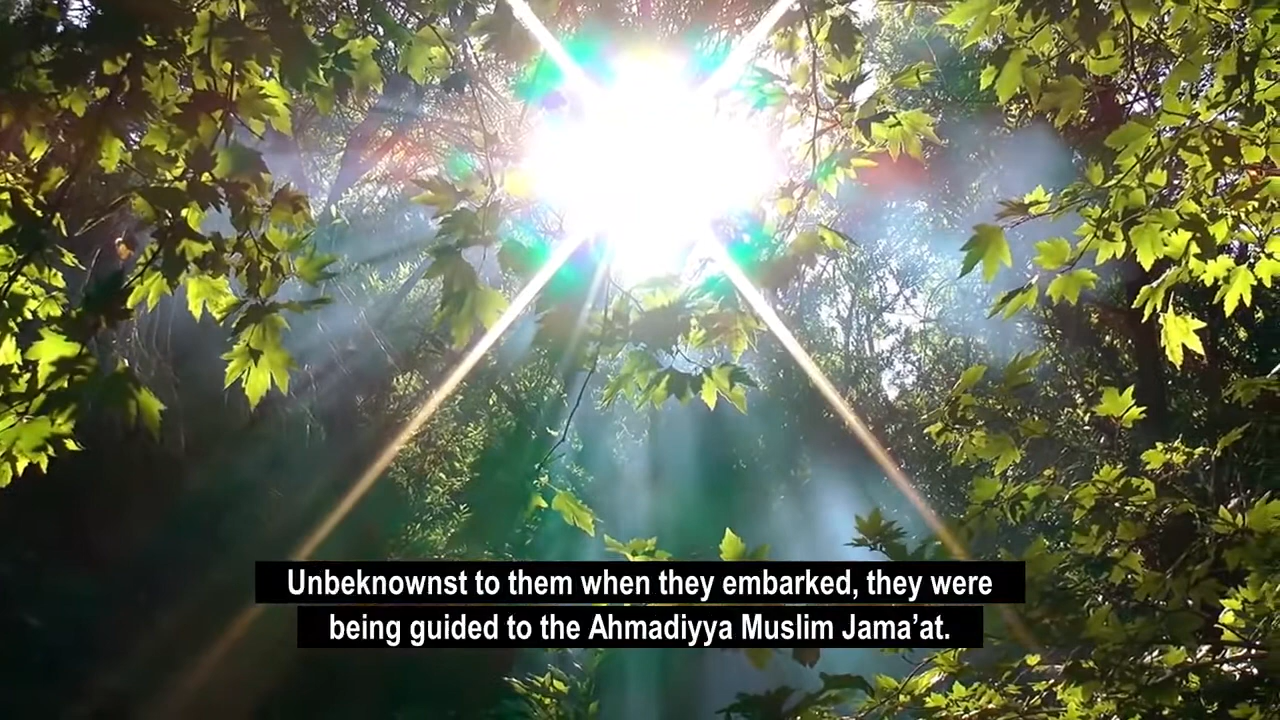 Unbeknownst to them when they embarked, they were
being guided to the Ahmadiyya Muslim Jama’at.